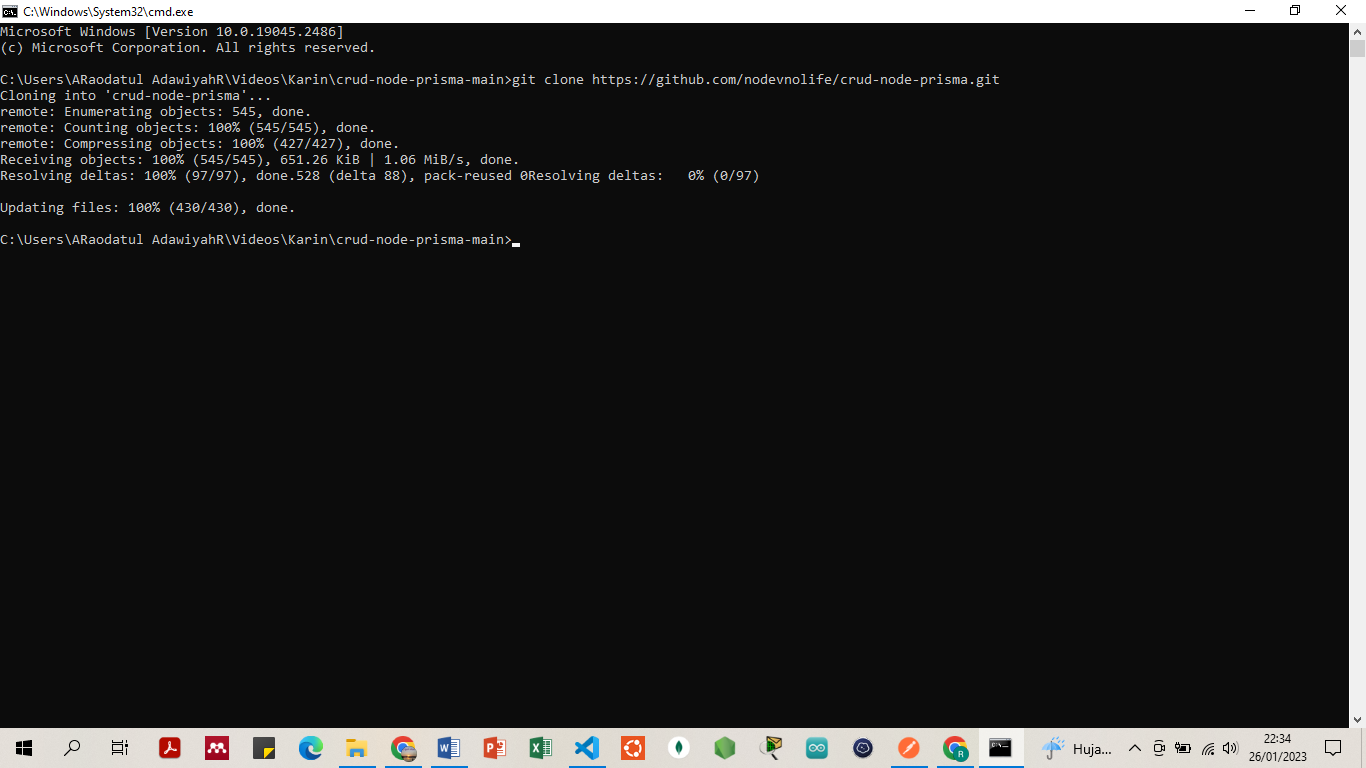 C:\Windows\System32\cmd.exe
Microsoft Windows [Version 10.0.19045.2486]
(c) Microsoft Corporation. All rights reserved.
C:\Users\ARaodatul AdawiyahR\Videos\Karin\crud-node-prisma-main>git clone https://github.com/nodevnolife/crud-node-prisma.git
Cloning into 'crud-node-prisma'...
remote: Enumerating objects: 545, done.
remote: Counting objects: 100% (545/545), done.
remote: Compressing objects: 100% (427/427), done.
Receiving objects: 100% (545/545), 651.26 KiB | 1.06 MiB/s, done.
Resolving deltas: 100% (97/97), done.528 (delta 88), pack-reused 0Resolving deltas:   0% (0/97)
Updating files: 100% (430/430), done.
C:\Users\ARaodatul AdawiyahR\Videos\Karin\crud-node-prisma-main>
Huja...
22:34
26/01/2023